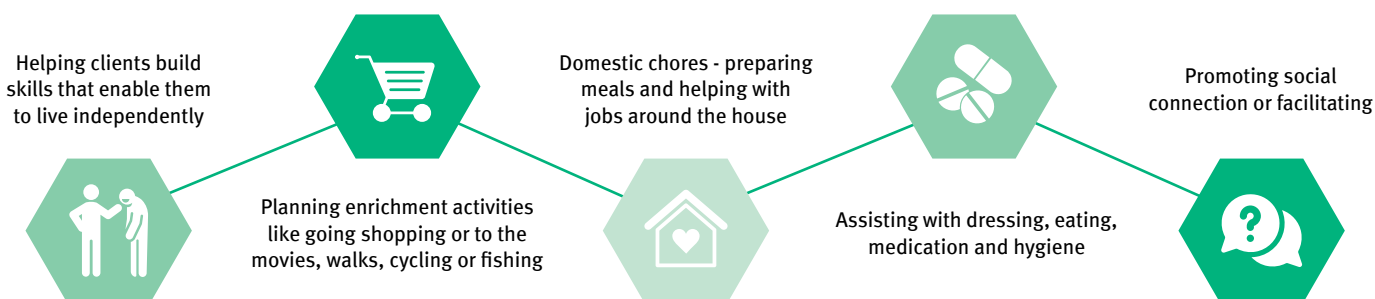 Helping clients build
skills that enable them
to live independently
Planning enrichment activities
like going shopping or to the
movies, walks, cycling or fishing
Domestic chores - preparing
meals and helping with
jobs around the house
Assisting with dressing, eating,
medication and hygiene
Promoting social
connection or facilitating
?